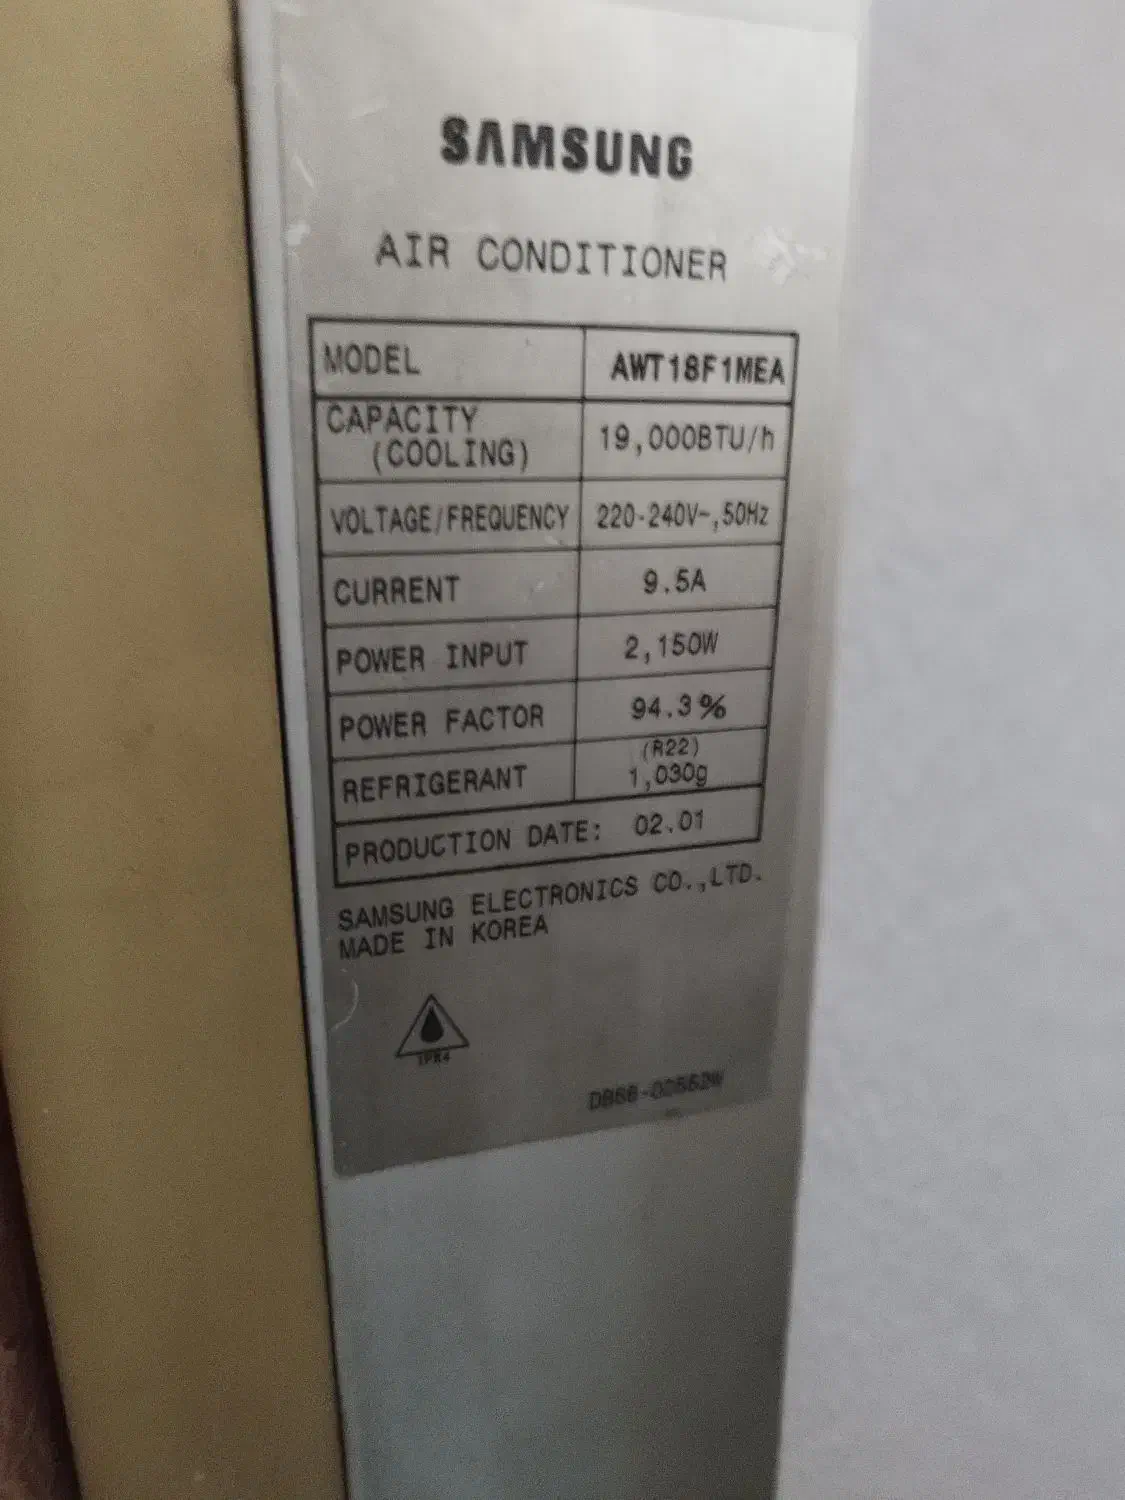 SAMSUNG
AIR CONDITIONER
MODEL AWT18F1MEA
CAPACITY (COOLING) 19,000BTU/h
VOLTAGE/FREQUENCY 220-240V~,50Hz
CURRENT 9.5A
POWER INPUT 2,150W
POWER FACTOR 94.3%
REFRIGERANT (R22) 1,030g
PRODUCTION DATE: 02.01
SAMSUNG ELECTRONICS CO.,LTD.
MADE IN KOREA